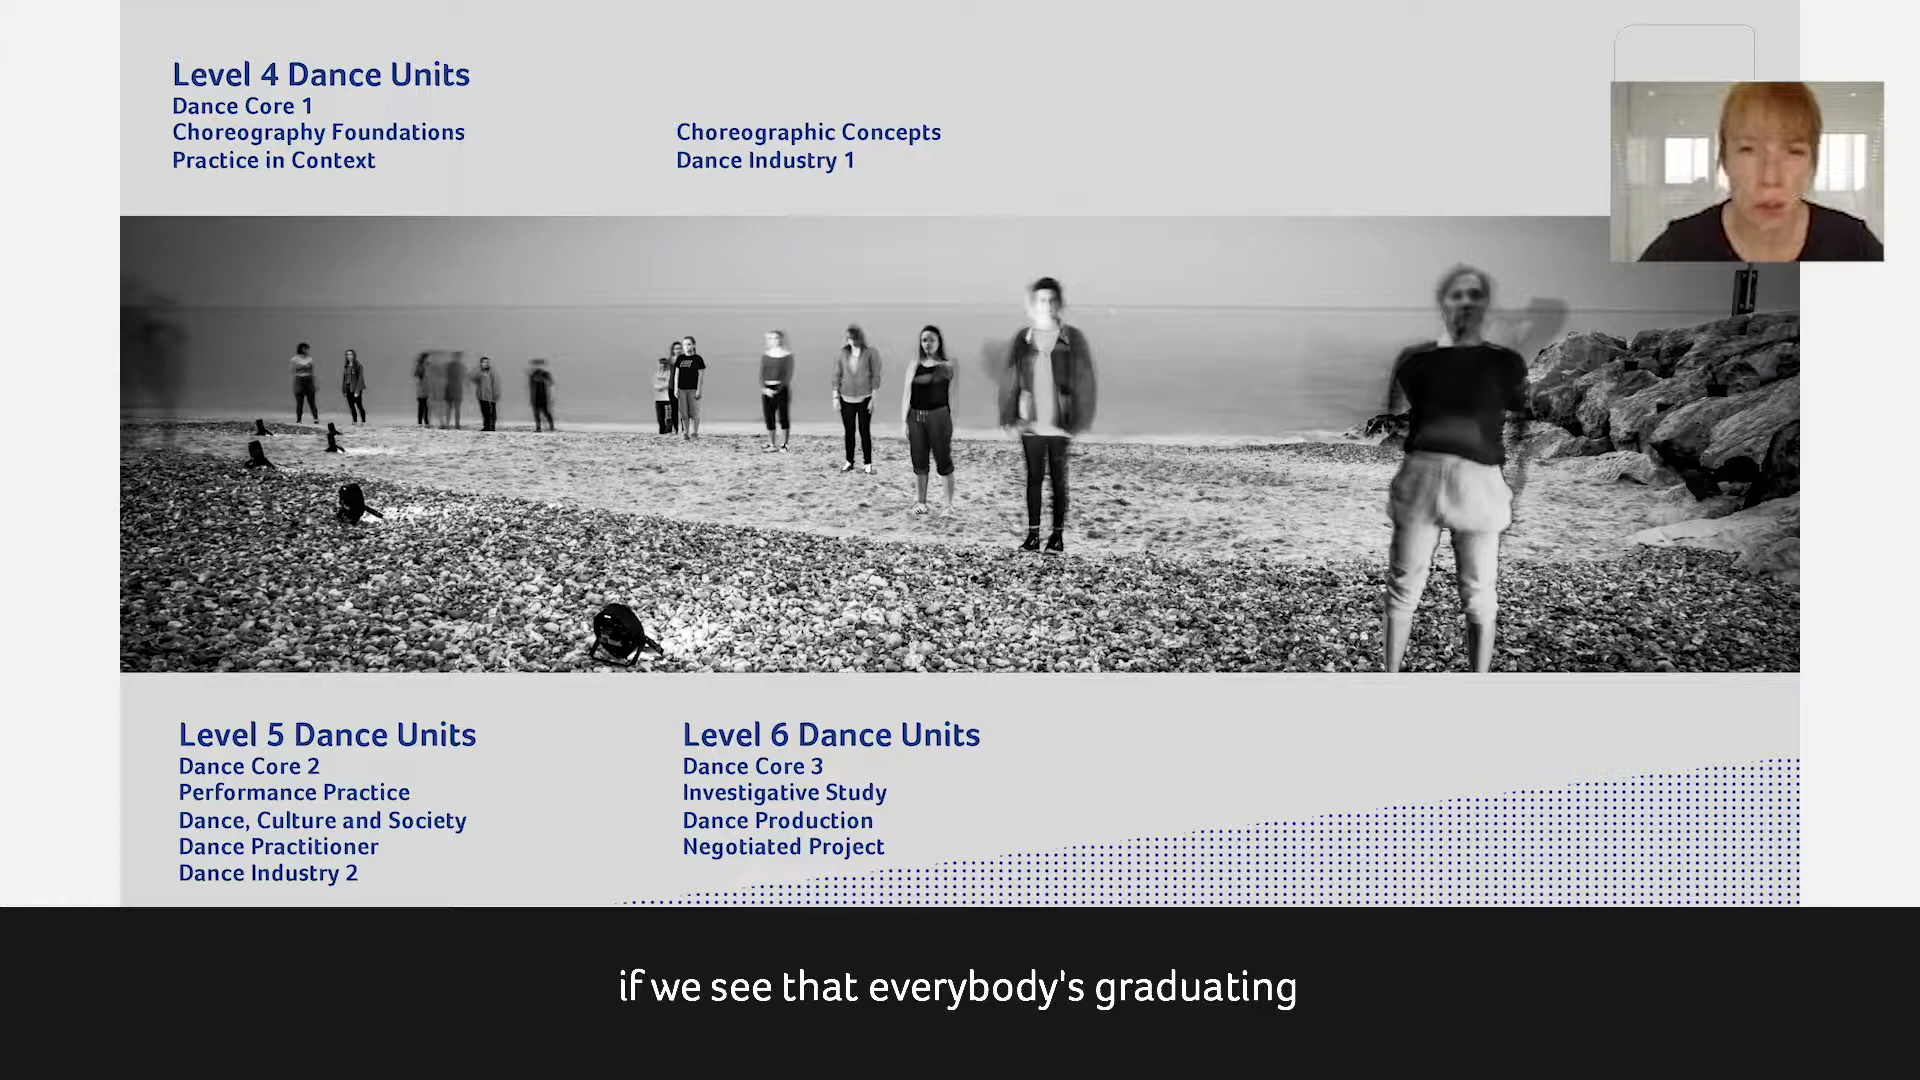 Level 4 Dance Units
Dance Core 1
Choreography Foundations
Practice in Context
Choreographic Concepts
Dance Industry 1
Level 5 Dance Units
Dance Core 2
Performance Practice
Dance, Culture and Society
Dance Practitioner
Dance Industry 2
Level 6 Dance Units
Dance Core 3
Investigative Study
Dance Production
Negotiated Project
if we see that everybody's graduating